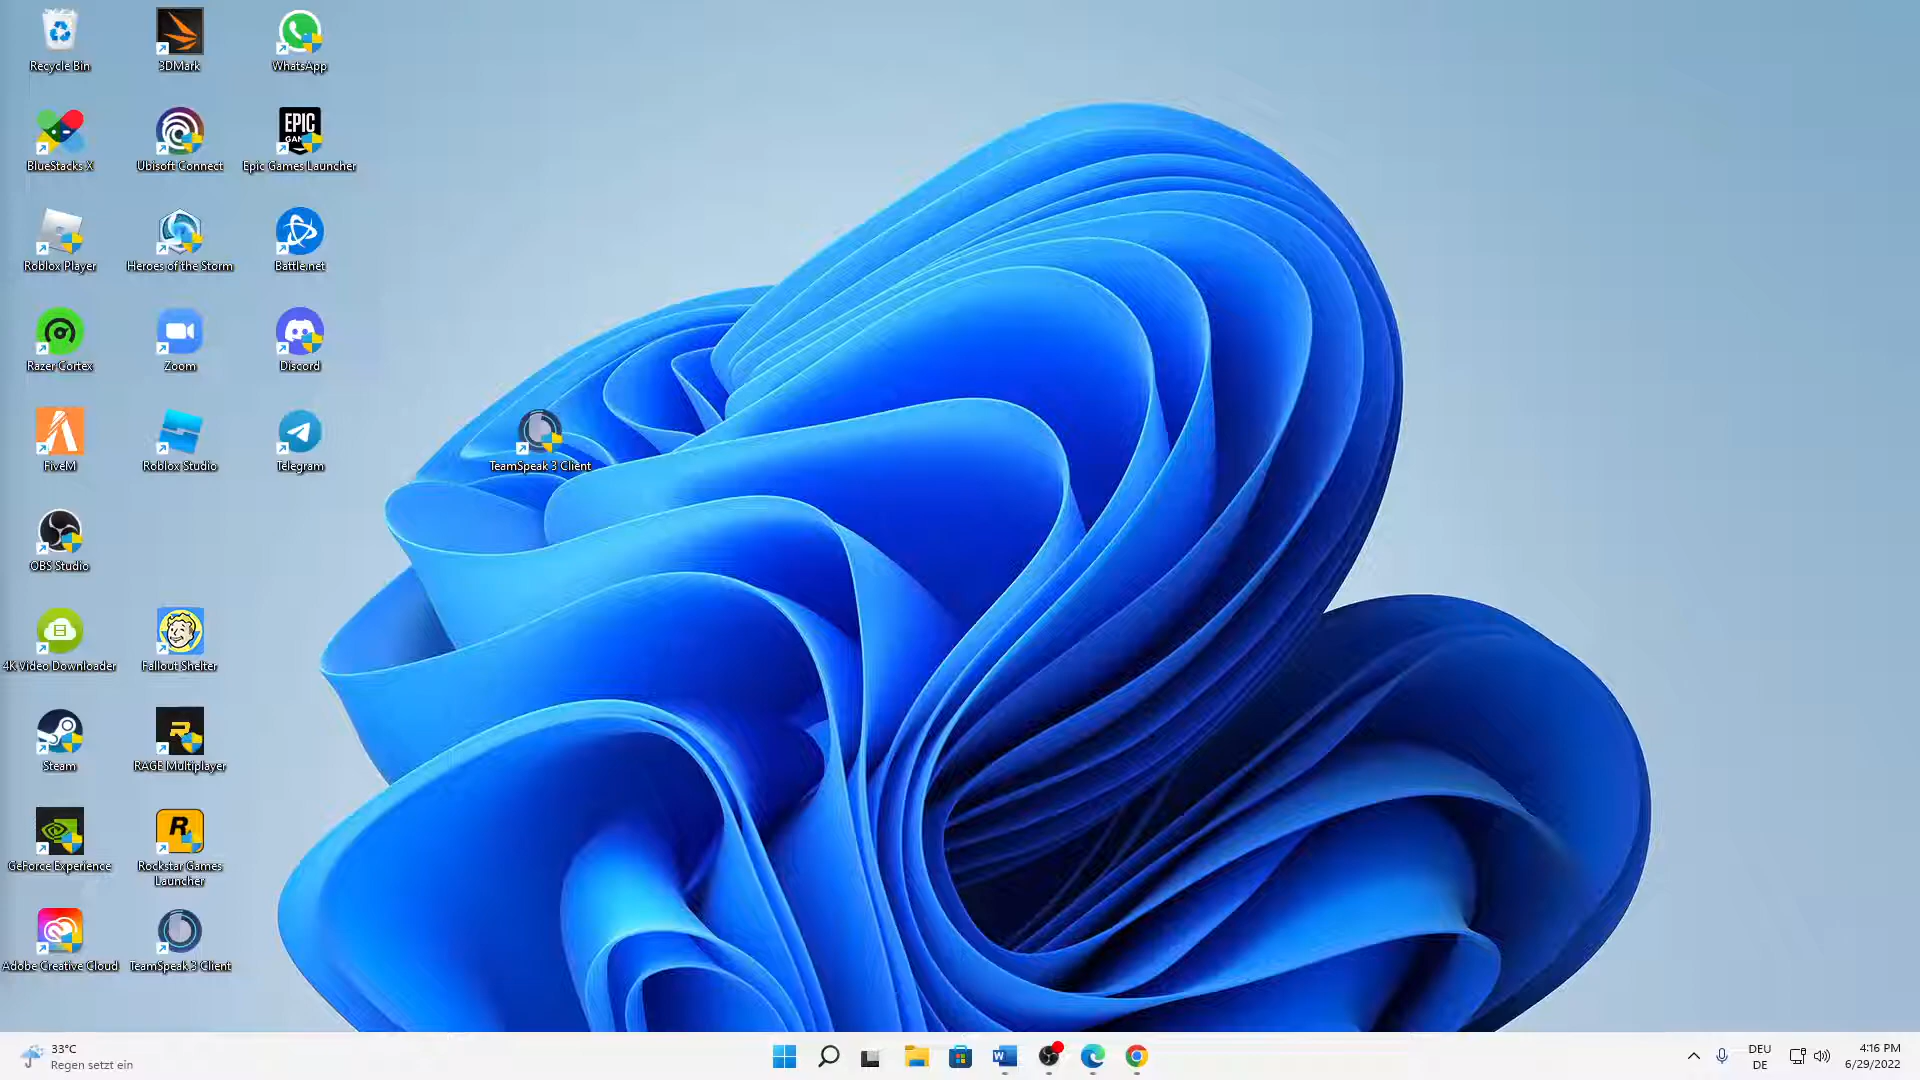 Recycle Bin
3DMark
WhatsApp
EPIC
GAMES
BlueStacks X
Ubisoft Connect
Epic Games Launcher
Roblox Player
Heroes of the Storm
Battle.net
Razer Cortex
Zoom
Discord
FiveM
Roblox Studio
Telegram
TeamSpeak 3 Client
OBS Studio
4K Video Downloader
Fallout Shelter
Steam
RAGE Multiplayer
GeForce Experience
Rockstar Games
Launcher
Adobe Creative Cloud
TeamSpeak 3 Client
33°C
Regen setzt ein
DEU
DE
4:16 PM
6/29/2022